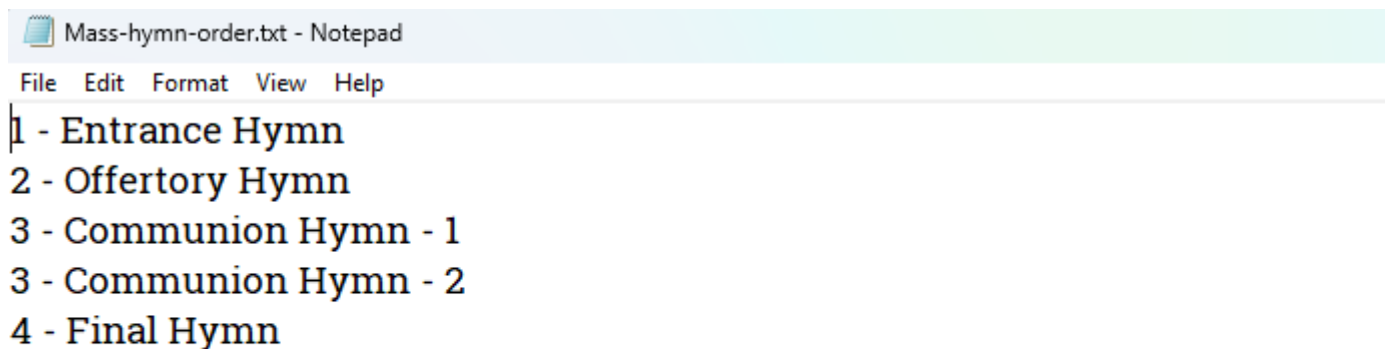 Mass-hymn-order.txt - Notepad
File Edit Format View Help
1 - Entrance Hymn
2 - Offertory Hymn
3 - Communion Hymn - 1
3 - Communion Hymn - 2
4 - Final Hymn